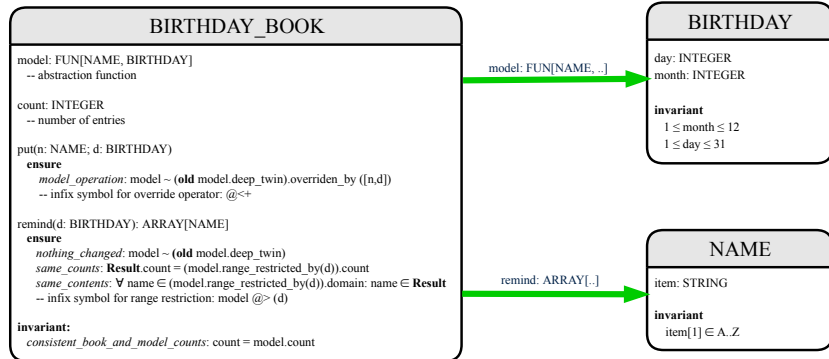 BIRTHDAY_BOOK
model: FUN[NAME, BIRTHDAY]
-- abstraction function
count: INTEGER
-- number of entries
put(n: NAME; d: BIRTHDAY)
ensure
model_operation: model ~ (old model.deep_twin).overriden_by ([n,d])
-- infix symbol for override operator: @<+
remind(d: BIRTHDAY): ARRAY[NAME]
ensure
nothing_changed: model ~ (old model.deep_twin)
same_counts: Result.count = (model.range_restricted_by(d)).count
same_contents: ∀ name ∈ (model.range_restricted_by(d)).domain: name ∈ Result
-- infix symbol for range restriction: model @> (d)
invariant:
consistent_book_and_model_counts: count = model.count
model: FUN[NAME, ..]
remind: ARRAY[..]
BIRTHDAY
day: INTEGER
month: INTEGER
invariant
1 ≤ month ≤ 12
1 ≤ day ≤ 31
NAME
item: STRING
invariant
item[1] ∈ A..Z